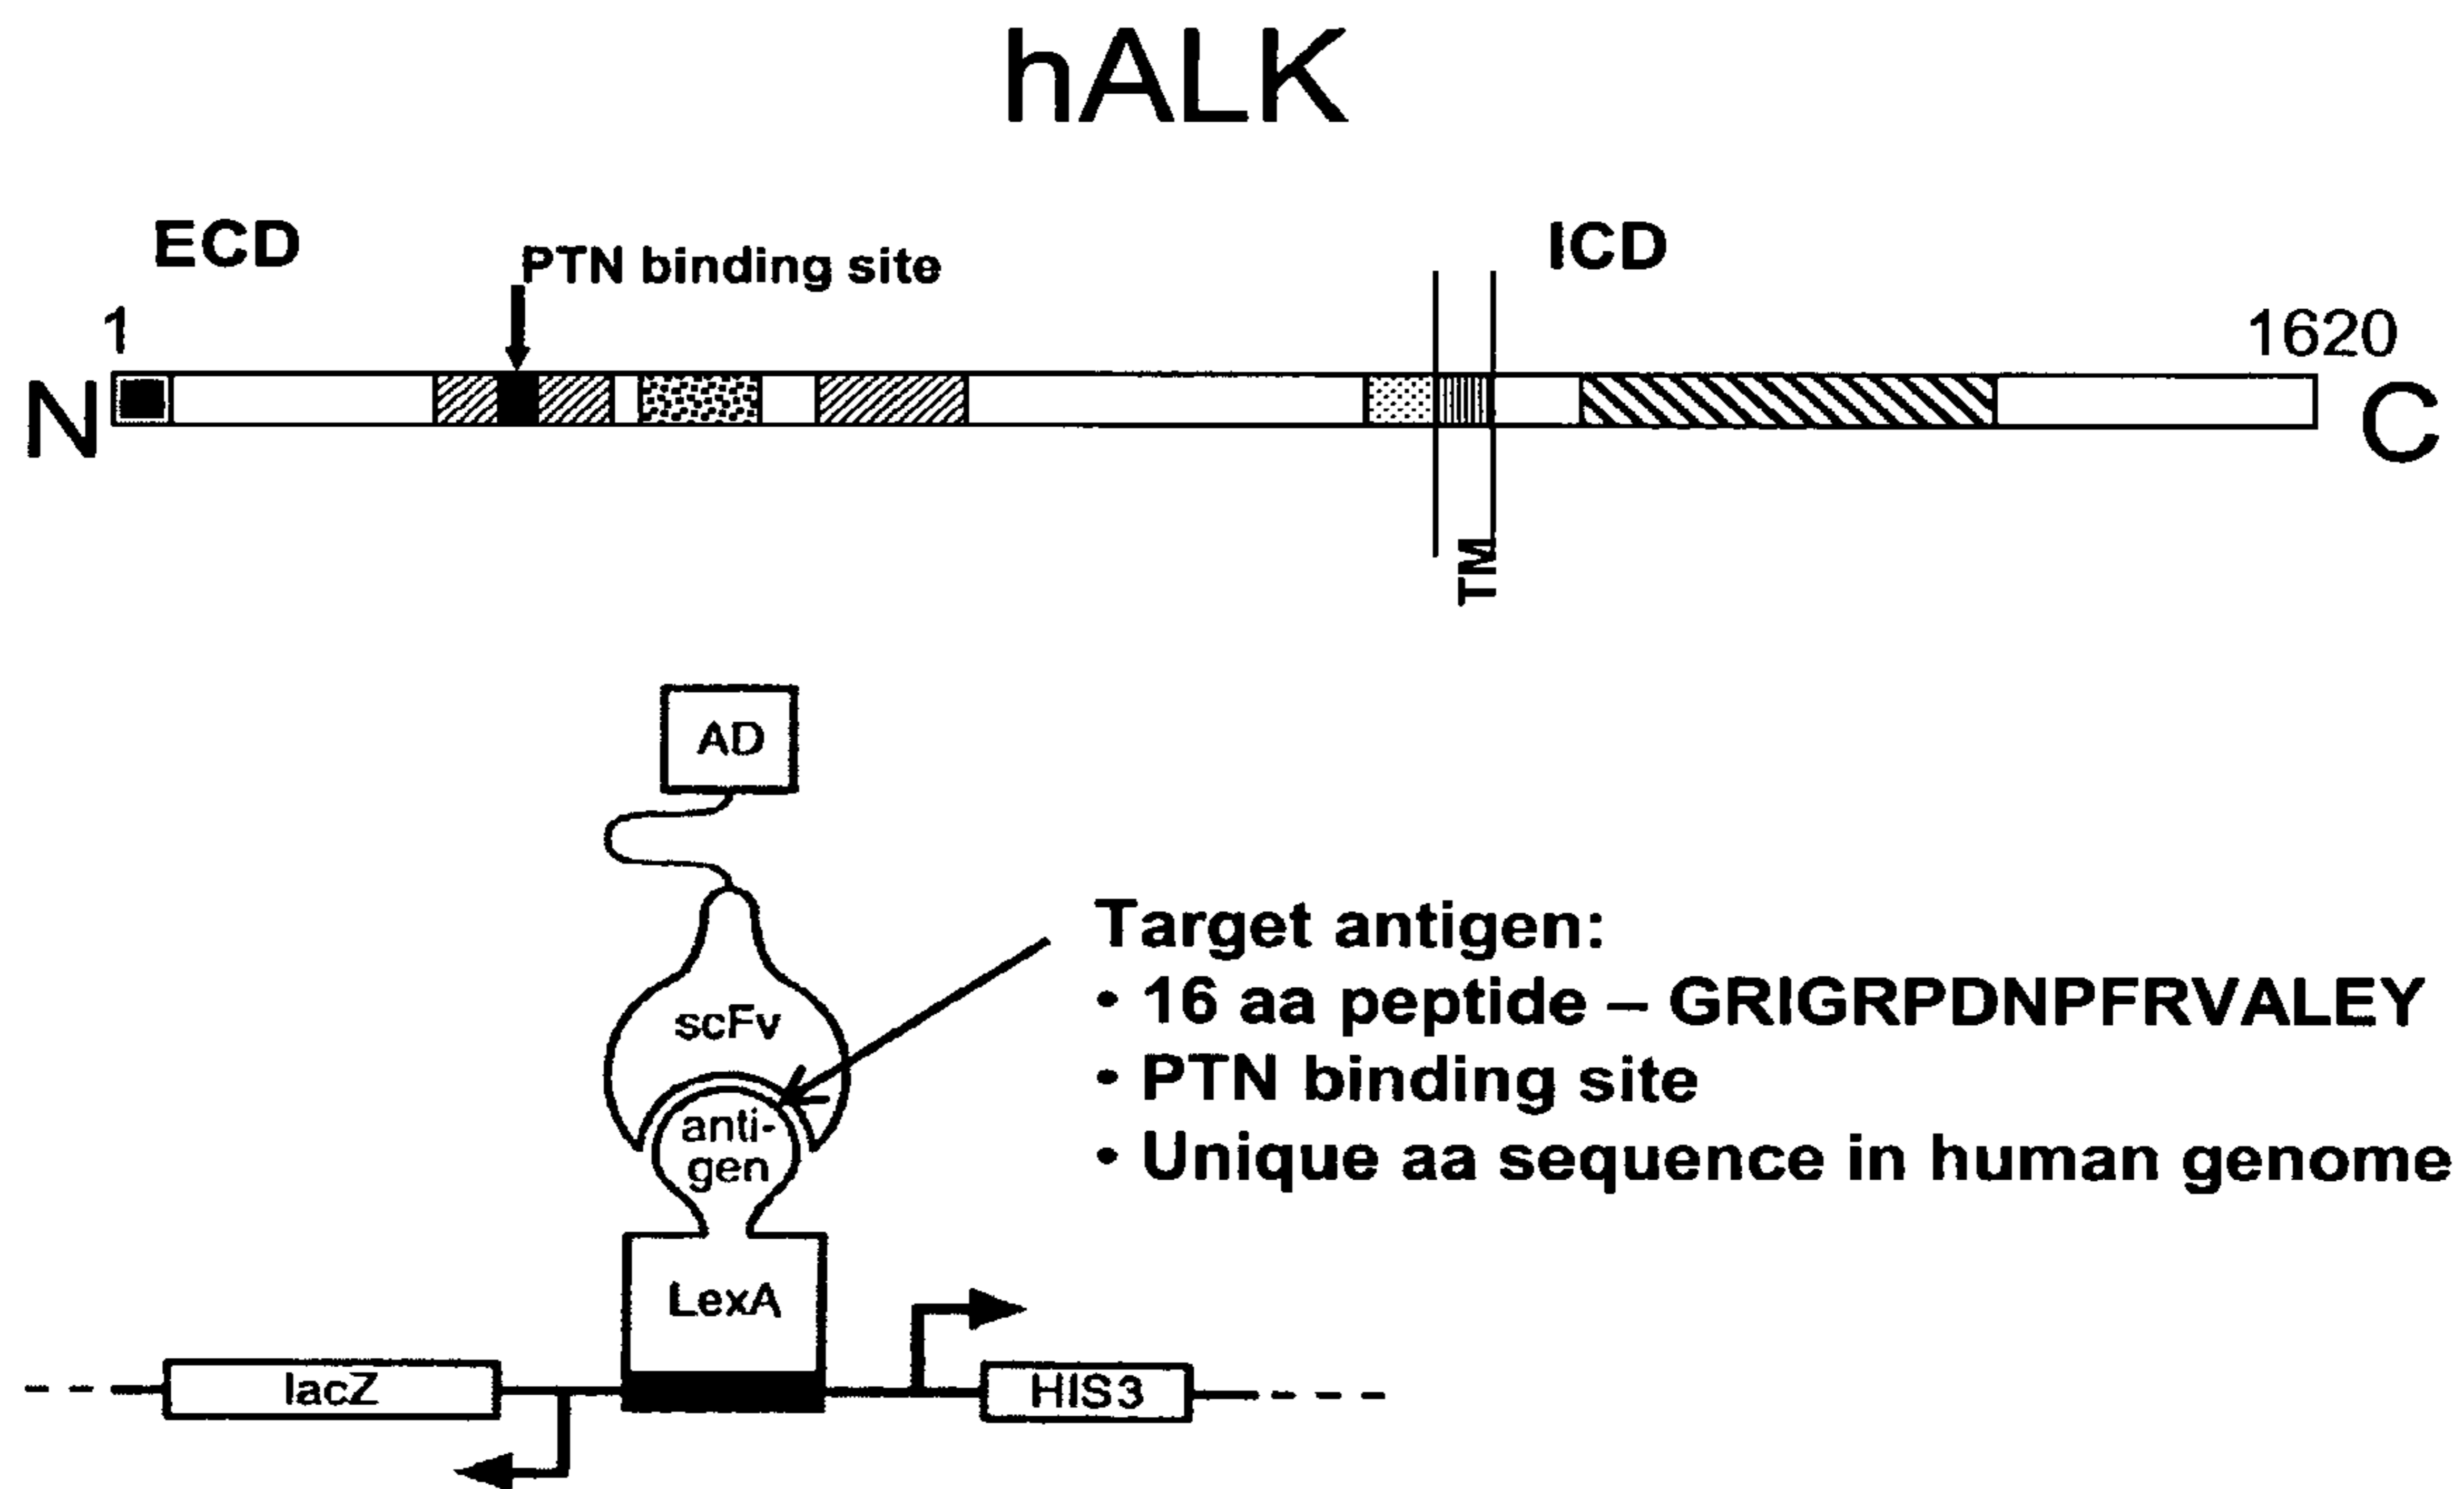 hALK
ECD
ICD
PTN binding site
1
1620
N
C
TM
AD
Target antigen:
• 16 aa peptide – GRIGRPDNPFRVALEY
scFv
• PTN binding site
anti-
gen
• Unique aa sequence in human genome
LexA
lacZ
HIS3